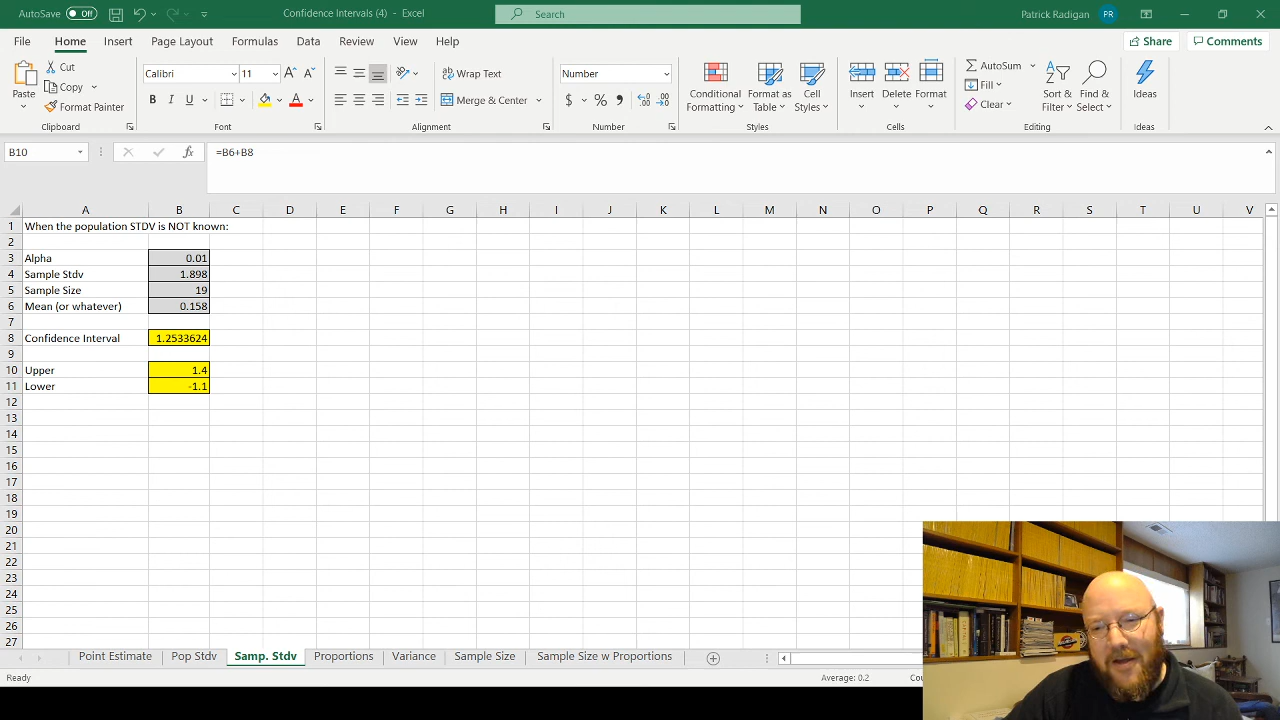 AutoSave Off Confidence Intervals (4) - Excel Search Patrick Radigan PR
File Home Insert Page Layout Formulas Data Review View Help Share Comments
Paste Cut Copy Format Painter Clipboard
Calibri 11 A A B I U A Font
Wrap Text Merge & Center Alignment
Number $ % , Number
Conditional Formatting Format as Table Cell Styles Styles
Insert Delete Format Cells
AutoSum Fill Clear Sort & Filter Find & Select Editing
Ideas Ideas
B10 fx =B6+B8
A B C D E F G H I J K L M N O P Q R S T U V
1 When the population STDV is NOT known:
2
3 Alpha 0.01
4 Sample Stdv 1.898
5 Sample Size 19
6 Mean (or whatever) 0.158
7
8 Confidence Interval 1.2533624
9
10 Upper 1.4
11 Lower -1.1
12
13
14
15
16
17
18
19
20
21
22
23
24
25
26
27
Point Estimate Pop Stdv Samp. Stdv Proportions Variance Sample Size Sample Size w Proportions
Ready Average: 0.2